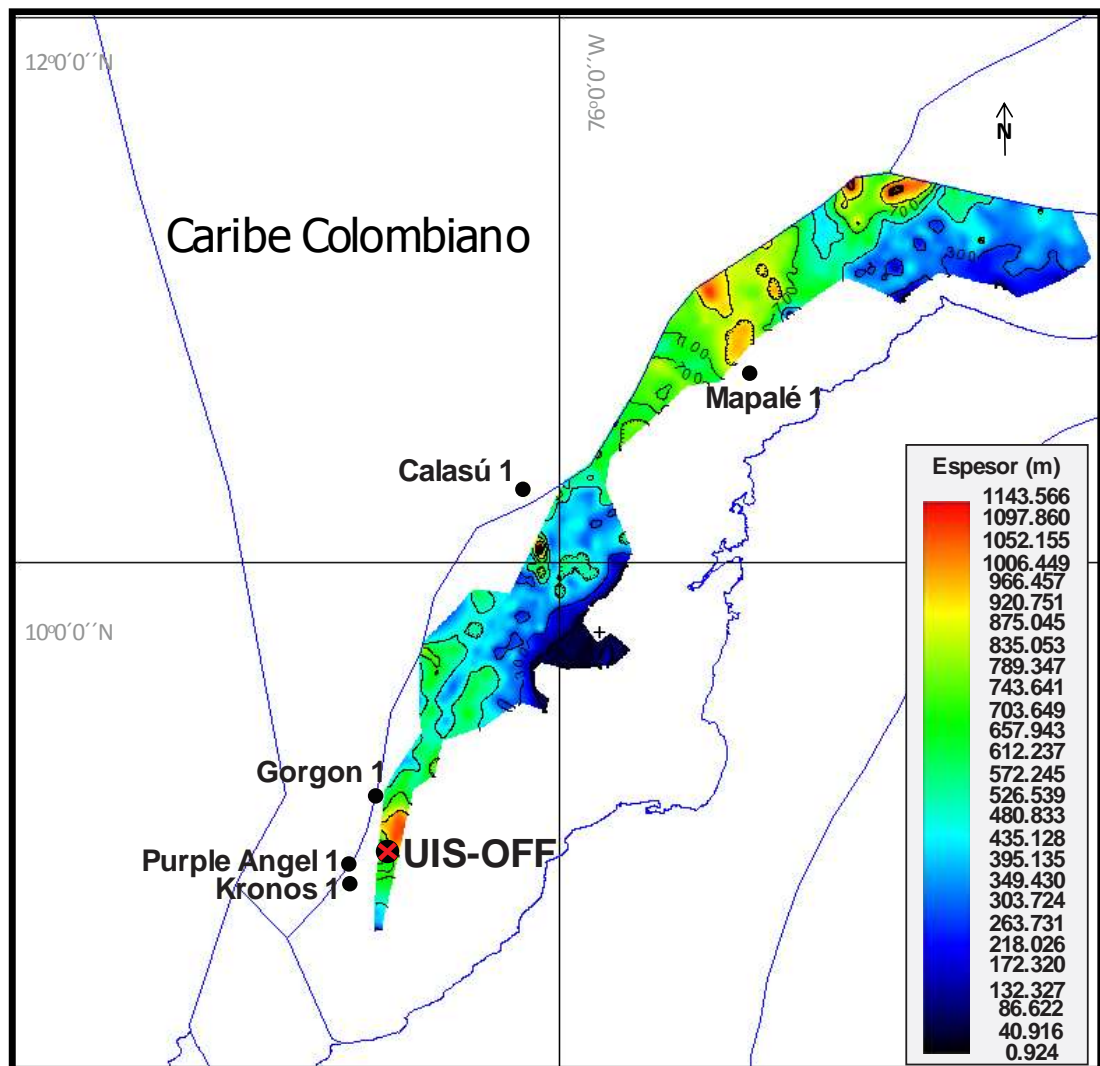 12º0´0´´N
76º0´0´´W
N
Caribe Colombiano
700
300
700
700
Mapalé 1
Calasú 1
10º0´0´´N
Gorgon 1
Purple Angel 1
UIS-OFF
Kronos 1
Espesor (m)
1143.566
1097.860
1052.155
1006.449
966.457
920.751
875.045
835.053
789.347
743.641
703.649
657.943
612.237
572.245
526.539
480.833
435.128
395.135
349.430
303.724
263.731
218.026
172.320
132.327
86.622
40.916
0.924